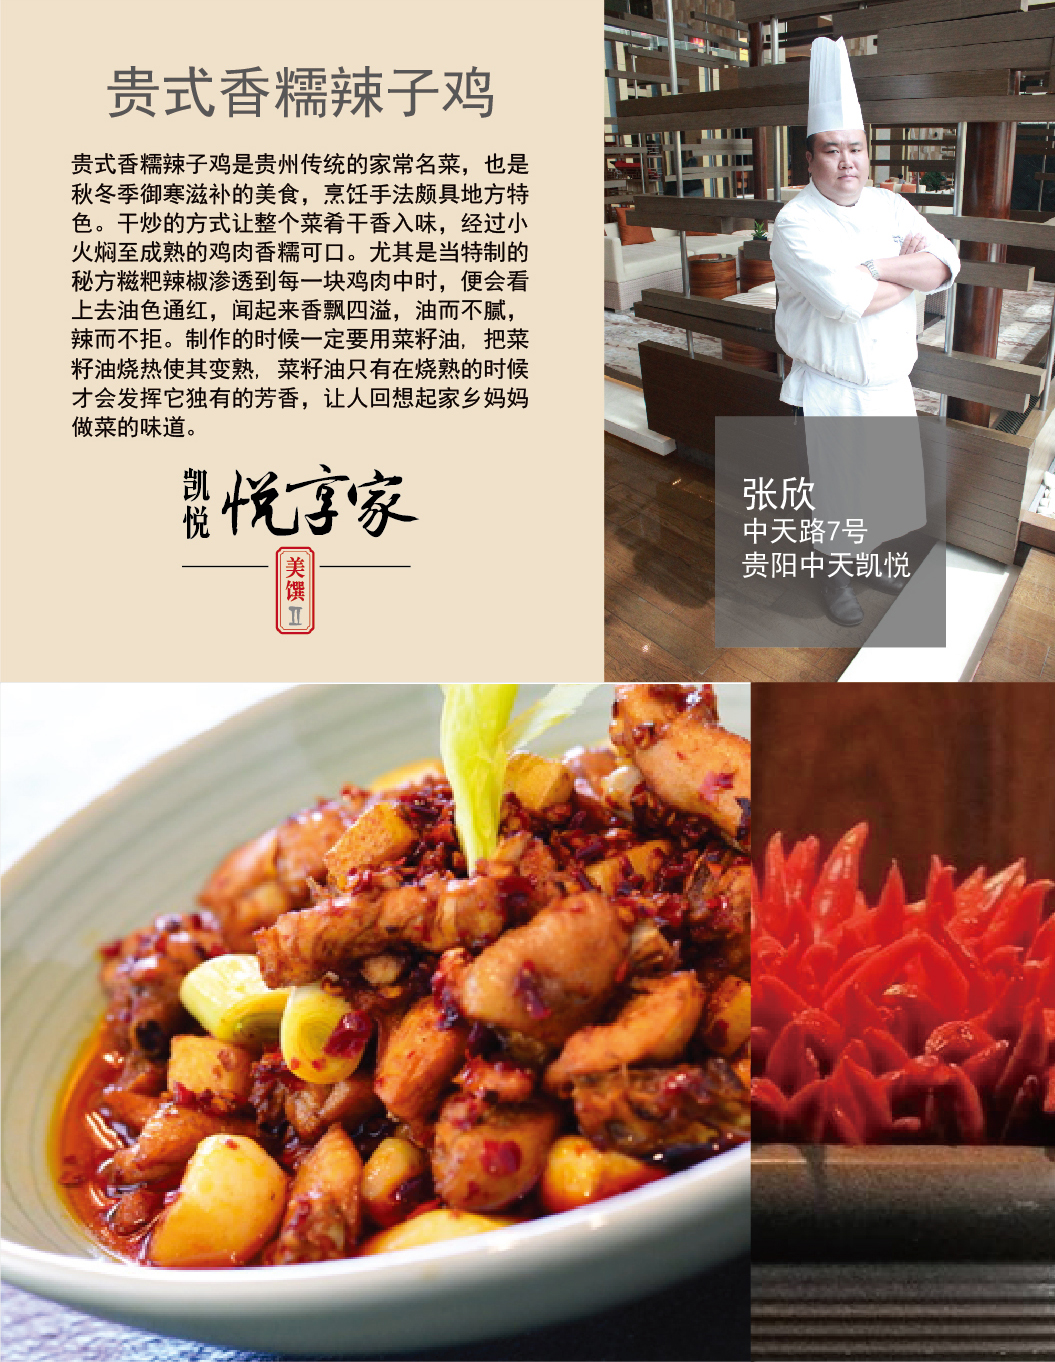 贵式香糯辣子鸡
贵式香糯辣子鸡是贵州传统的家常名菜，也是
秋冬季御寒滋补的美食，烹饪手法颇具地方特
色。干炒的方式让整个菜肴干香入味，经过小
火焖至成熟的鸡肉香糯可口。尤其是当特制的
秘方糍粑辣椒渗透到每一块鸡肉中时，便会看
上去油色通红，闻起来香飘四溢，油而不腻，
辣而不拒。制作的时候一定要用菜籽油，把菜
籽油烧热使其变熟，菜籽油只有在烧熟的时候
才会发挥它独有的芳香，让人回想起家乡妈妈
做菜的味道。
凯悦
悦享家
美馔
II
张欣
中天路7号
贵阳中天凯悦